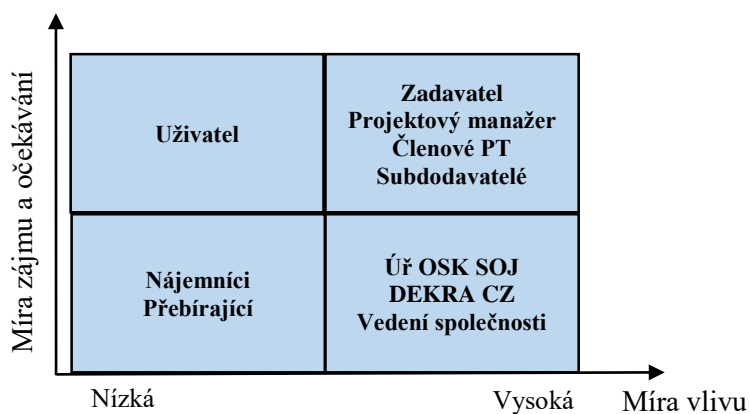 Míra zájmu a očekávání
Uživatel
Zadavatel
Projektový manažer
Členové PT
Subdodavatelé
Nájemníci
Přebírající
Úř OSK SOJ
DEKRA CZ
Vedení společnosti
Nízká
Vysoká
Míra vlivu